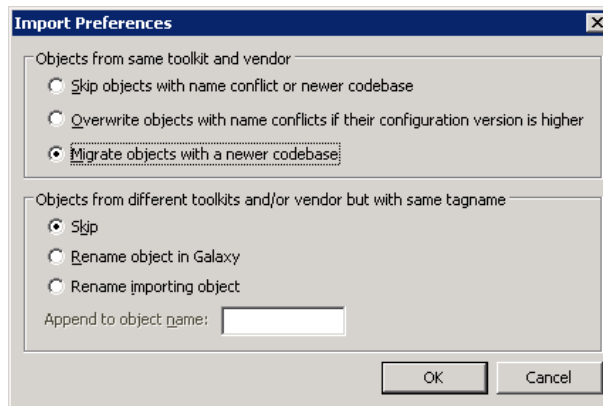 Import Preferences
Objects from same toolkit and vendor
Skip objects with name conflict or newer codebase
Overwrite objects with name conflicts if their configuration version is higher
Migrate objects with a newer codebase
Objects from different toolkits and/or vendor but with same tagname
Skip
Rename object in Galaxy
Rename importing object
Append to object name:
OK Cancel